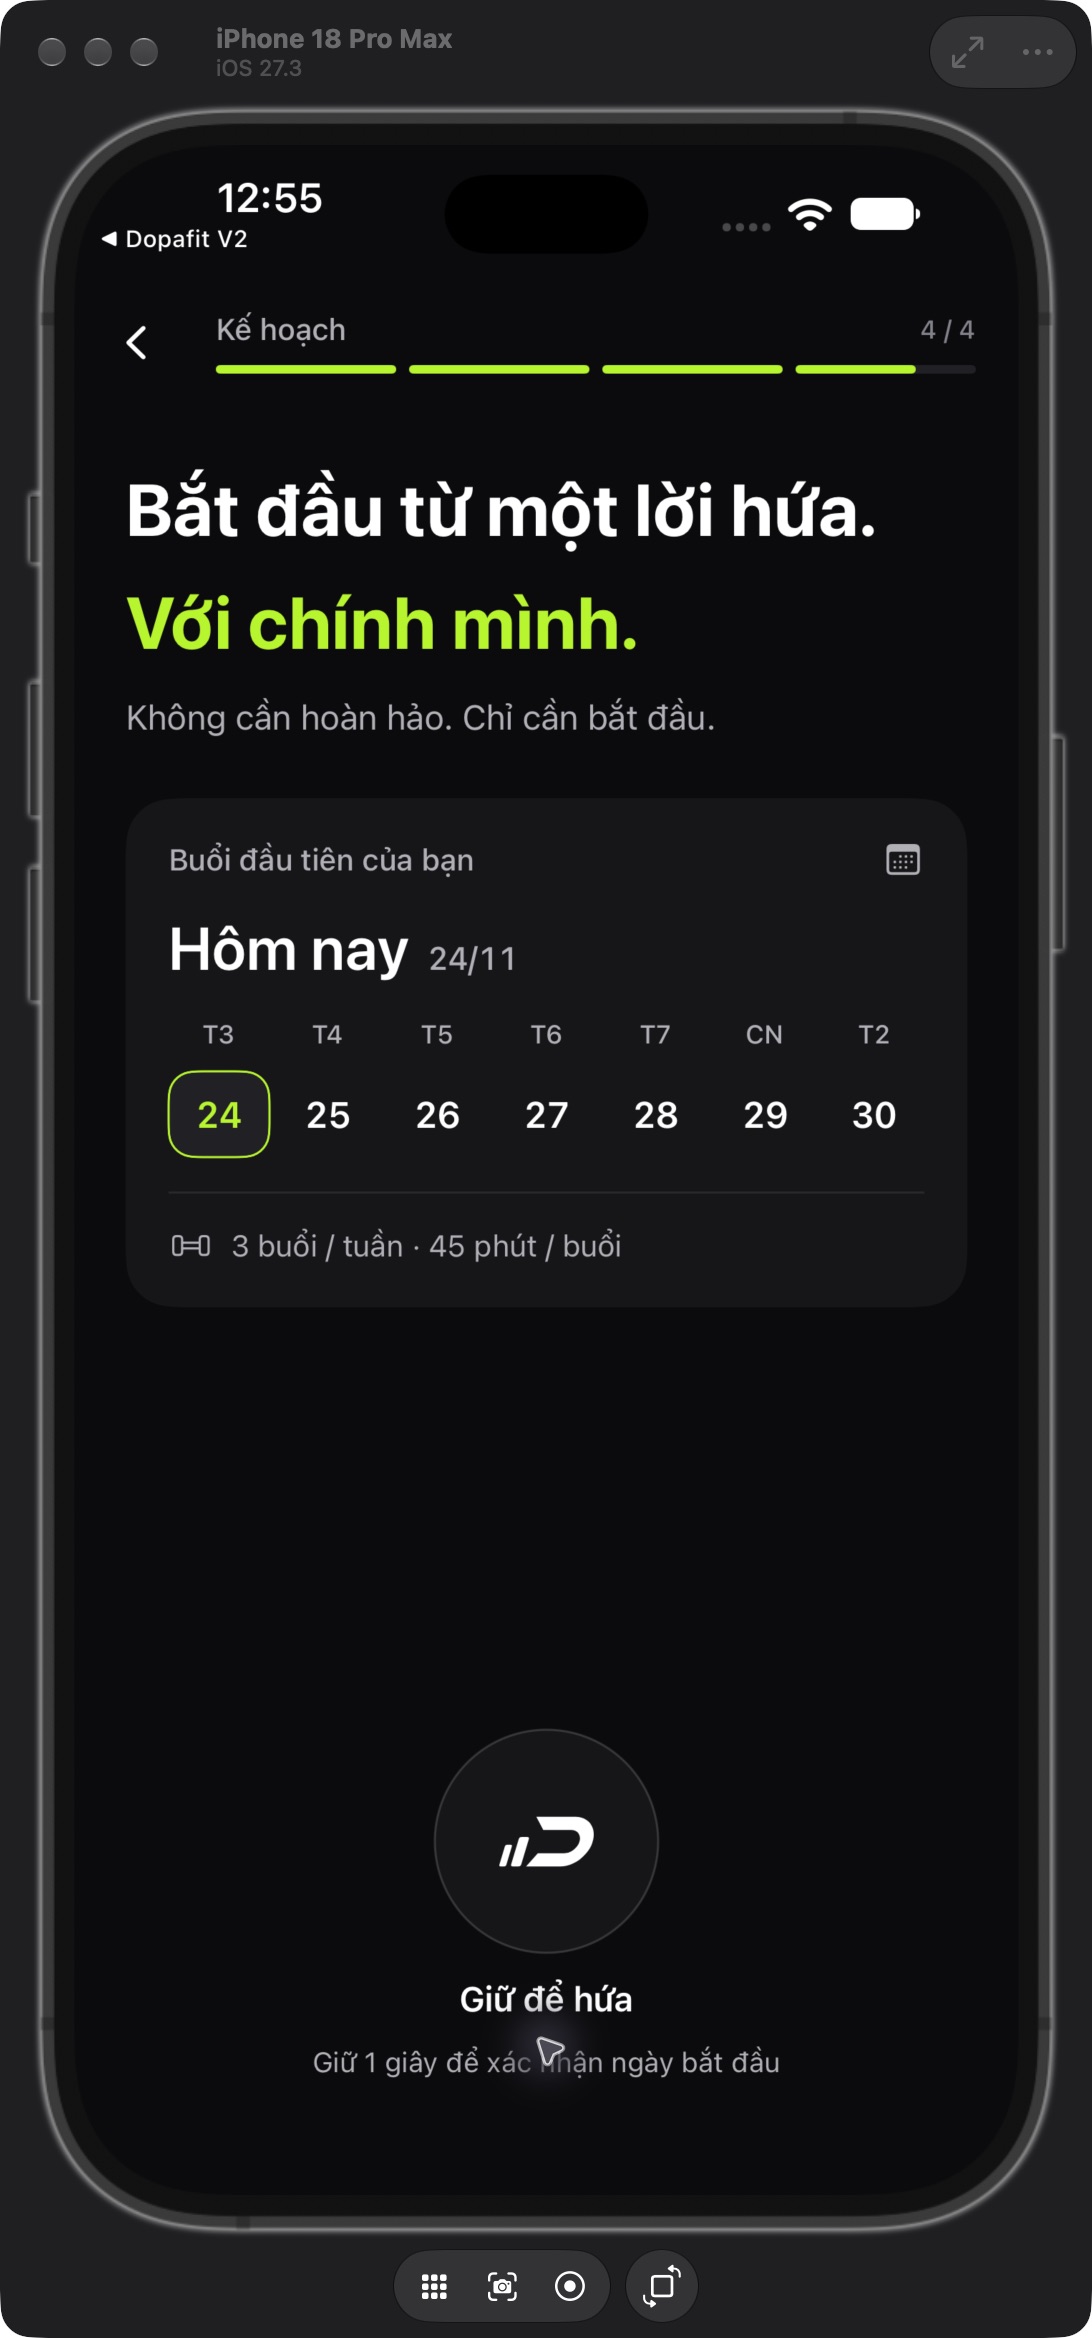 iPhone 18 Pro Max
iOS 27.3
12:55
◀ Dopafit V2
Kế hoạch 4 / 4
Bắt đầu từ một lời hứa.
Với chính mình.
Không cần hoàn hảo. Chỉ cần bắt đầu.
Buổi đầu tiên của bạn
Hôm nay 24/11
T3 T4 T5 T6 T7 CN T2
24 25 26 27 28 29 30
3 buổi / tuần · 45 phút / buổi
Giữ để hứa
Giữ 1 giây để xác nhận ngày bắt đầu